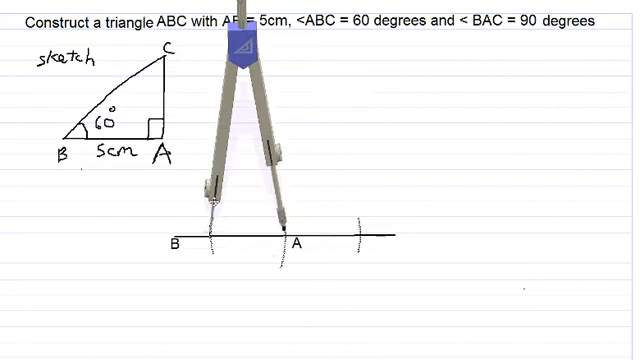 Construct a triangle ABC with AB = 5cm, <ABC = 60 degrees and < BAC = 90 degrees
sketch
C
60°
B 5cm A
B A